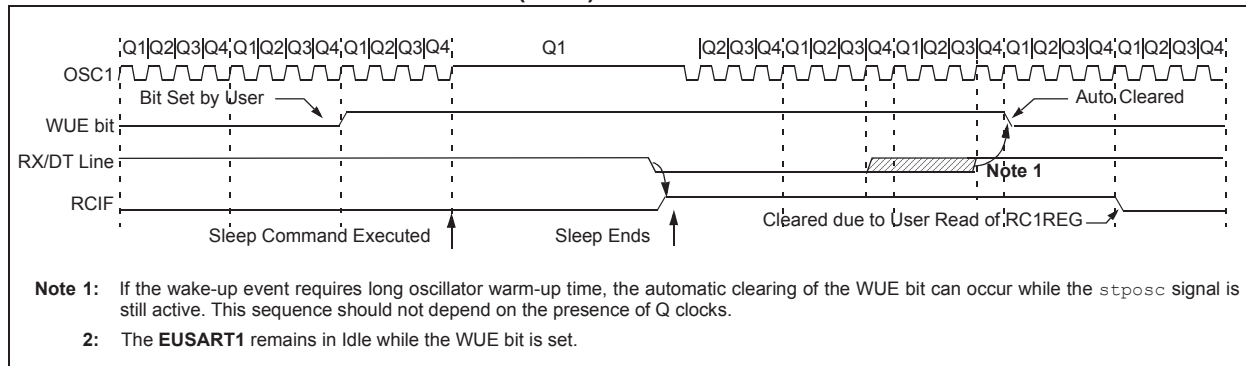 Q1 Q2 Q3 Q4 Q1 Q2 Q3 Q4 Q1 Q2 Q3 Q4 Q1 Q2 Q3 Q4 Q1 Q2 Q3 Q4 Q1 Q2 Q3 Q4 Q1 Q2 Q3 Q4
OSC1
Bit Set by User Auto Cleared
WUE bit
RX/DT Line
Note 1
RCIF
Cleared due to User Read of RC1REG
Sleep Command Executed Sleep Ends
Note 1: If the wake-up event requires long oscillator warm-up time, the automatic clearing of the WUE bit can occur while the stposc signal is
still active. This sequence should not depend on the presence of Q clocks.
2: The EUSART1 remains in Idle while the WUE bit is set.